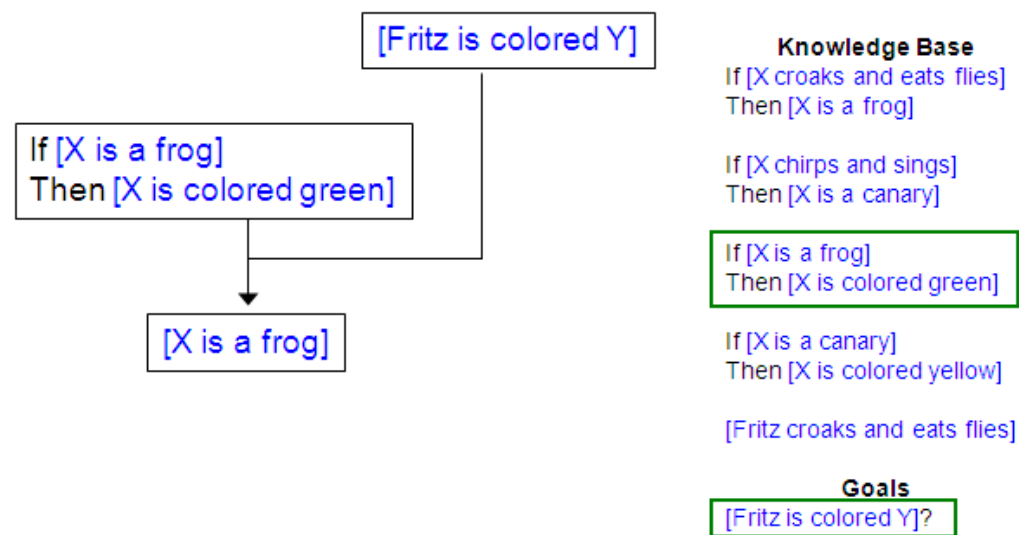 [Fritz is colored Y]
If [X is a frog]
Then [X is colored green]
[X is a frog]
Knowledge Base
If [X croaks and eats flies]
Then [X is a frog]
If [X chirps and sings]
Then [X is a canary]
If [X is a frog]
Then [X is colored green]
If [X is a canary]
Then [X is colored yellow]
[Fritz croaks and eats flies]
Goals
[Fritz is colored Y]?